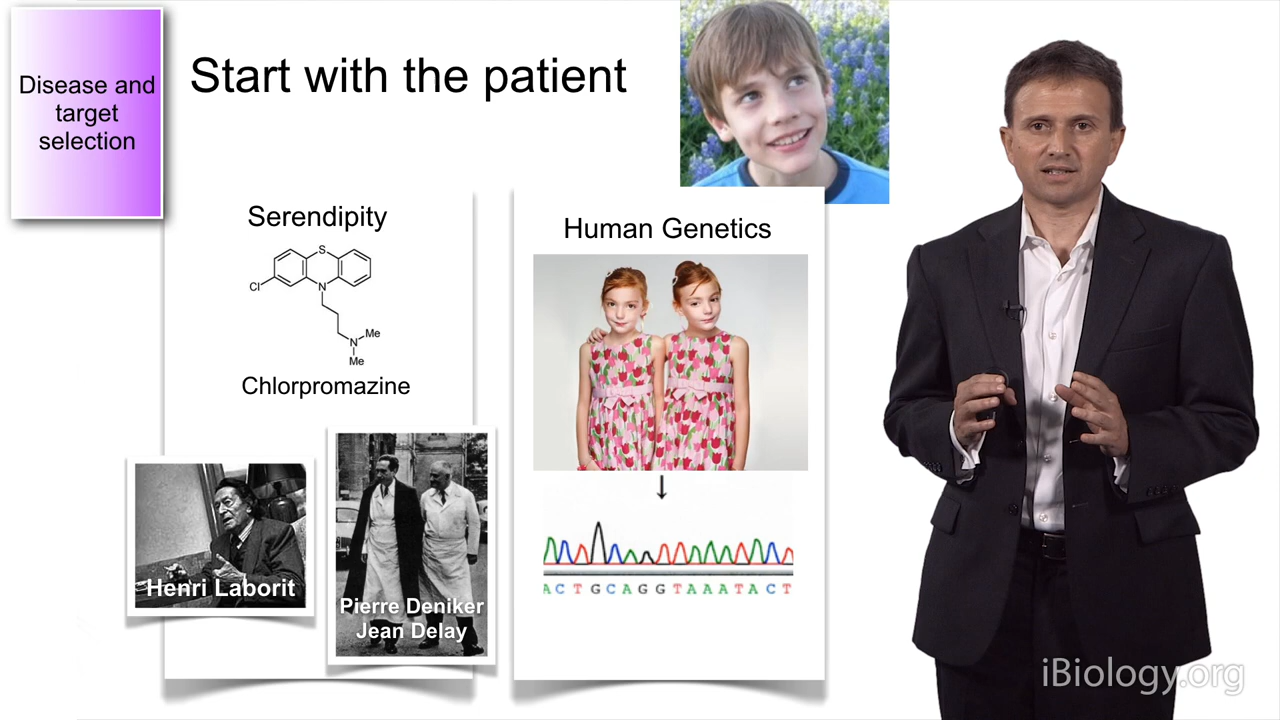 Disease and
target
selection
Start with the patient
Serendipity
S
Cl
N
N
Me
Me
Chlorpromazine
Henri Laborit
Pierre Deniker
Jean Delay
Human Genetics
ACTGCAGGTAAATACT
iBiology.org